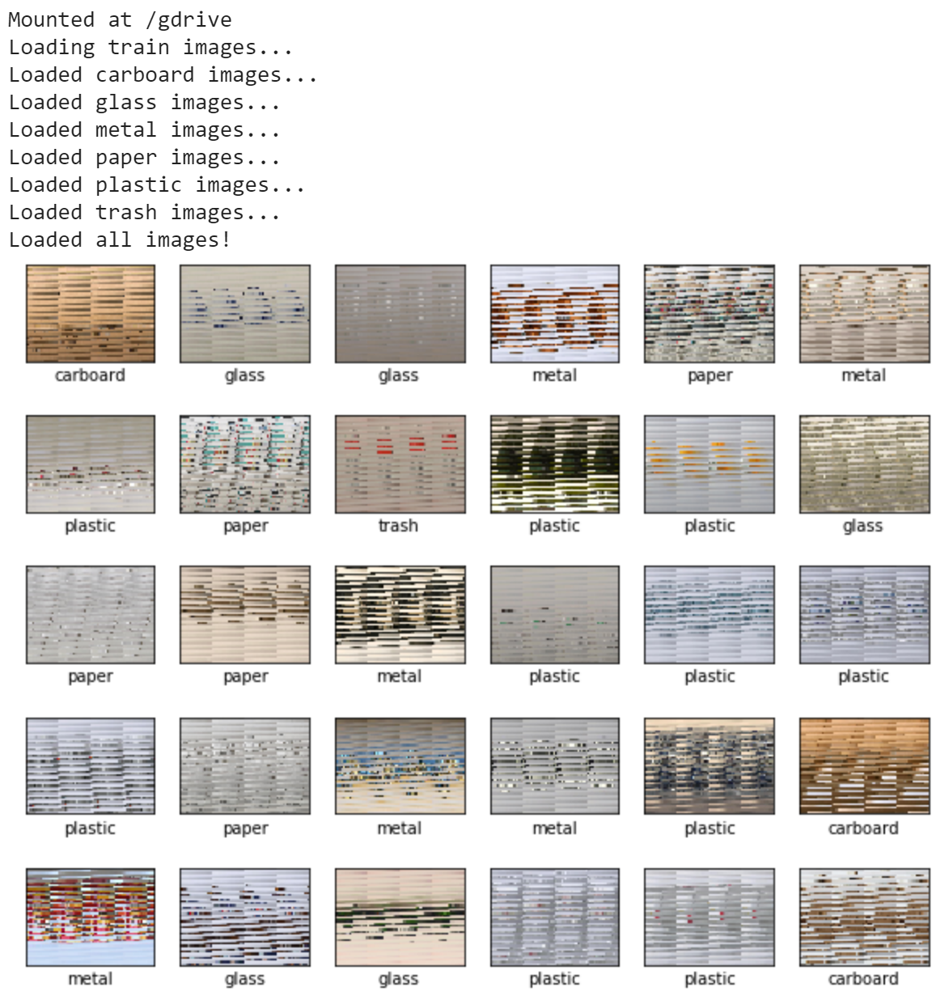 Mounted at /gdrive
Loading train images...
Loaded carboard images...
Loaded glass images...
Loaded metal images...
Loaded paper images...
Loaded plastic images...
Loaded trash images...
Loaded all images!
carboard glass glass metal paper metal
plastic paper trash plastic plastic glass
paper paper metal plastic plastic plastic
plastic paper metal metal plastic carboard
metal glass glass plastic plastic carboard